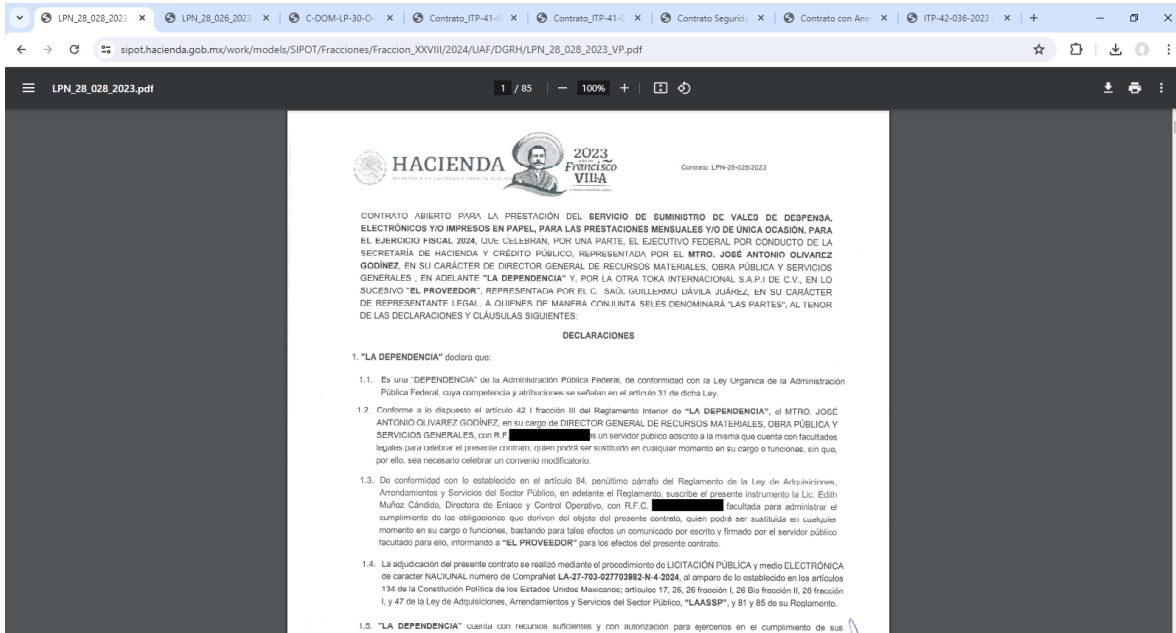 LPN_28_028_2023
LPN_28_026_2023
C-DOM-LP-30-O-
Contrato_ITP-41-0
Contrato_ITP-41-0
Contrato Segurida
Contrato con Ane
ITP-42-036-2023
sipot.hacienda.gob.mx/work/models/SIPOT/Fracciones/Fraccion_XXVIII/2024/UAF/DGRH/LPN_28_028_2023_VP.pdf
LPN_28_028_2023.pdf
1 / 85
100%
HACIENDA
SECRETARÍA DE HACIENDA Y CRÉDITO PÚBLICO
2023
Francisco
VILLA
Contrato: LPN-28-028/2023
CONTRATO ABIERTO PARA LA PRESTACIÓN DEL SERVICIO DE SUMINISTRO DE VALES DE DESPENSA,
ELECTRÓNICOS Y/O IMPRESOS EN PAPEL, PARA LAS PRESTACIONES MENSUALES Y/O DE ÚNICA OCASIÓN, PARA
EL EJERCICIO FISCAL 2024, QUE CELEBRAN, POR UNA PARTE, EL EJECUTIVO FEDERAL POR CONDUCTO DE LA
SECRETARÍA DE HACIENDA Y CRÉDITO PÚBLICO, REPRESENTADA POR EL MTRO. JOSÉ ANTONIO OLIVAREZ
GODÍNEZ, EN SU CARÁCTER DE DIRECTOR GENERAL DE RECURSOS MATERIALES, OBRA PÚBLICA Y SERVICIOS
GENERALES , EN ADELANTE "LA DEPENDENCIA" Y, POR LA OTRA TOKA INTERNACIONAL S.A.P.I DE C.V., EN LO
SUCESIVO "EL PROVEEDOR", REPRESENTADA POR EL C. SAÚL GUILLERMO DÁVILA JUÁREZ, EN SU CARÁCTER
DE REPRESENTANTE LEGAL, A QUIENES DE MANERA CONJUNTA SELES DENOMINARÁ "LAS PARTES", AL TENOR
DE LAS DECLARACIONES Y CLÁUSULAS SIGUIENTES:
DECLARACIONES
1. "LA DEPENDENCIA" declara que:
1.1. Es una "DEPENDENCIA" de la Administración Pública Federal, de conformidad con la Ley Orgánica de la Administración
Pública Federal, cuya competencia y atribuciones se señalan en el artículo 31 de dicha Ley.
1.2. Conforme a lo dispuesto el artículo 42 I fracción III del Reglamento Interior de "LA DEPENDENCIA", el MTRO. JOSÉ
ANTONIO OLIVAREZ GODÍNEZ, en su cargo de DIRECTOR GENERAL DE RECURSOS MATERIALES, OBRA PÚBLICA Y
SERVICIOS GENERALES, con R.F. es un servidor público adscrito a la misma que cuenta con facultades
legales para celebrar el presente contrato, quien podrá ser sustituido en cualquier momento en su cargo o funciones, sin que,
por ello, sea necesario celebrar un convenio modificatorio.
1.3. De conformidad con lo establecido en el artículo 84, penúltimo párrafo del Reglamento de la Ley de Adquisiciones,
Arrendamientos y Servicios del Sector Público, en adelante el Reglamento, suscribe el presente instrumento la Lic. Edith
Muñoz Cándido, Directora de Enlace y Control Operativo, con R.F.C. facultada para administrar el
cumplimiento de las obligaciones que deriven del objeto del presente contrato, quien podrá ser sustituida en cualquier
momento en su cargo o funciones, bastando para tales efectos un comunicado por escrito y firmado por el servidor público
facultado para ello, informando a "EL PROVEEDOR" para los efectos del presente contrato.
1.4. La adjudicación del presente contrato se realizó mediante el procedimiento de LICITACIÓN PÚBLICA y medio ELECTRÓNICA
de carácter NACIONAL número de CompraNet LA-27-703-027703982-N-4-2024, al amparo de lo establecido en los artículos
134 de la Constitución Política de los Estados Unidos Mexicanos; artículos 17, 25, 26 fracción I, 26 Bis fracción II, 28 fracción
I, y 47 de la Ley de Adquisiciones, Arrendamientos y Servicios del Sector Público, "LAASSP", y 81 y 85 de su Reglamento.
1.5. "LA DEPENDENCIA" cuenta con recursos suficientes y con autorización para ejercerlos en el cumplimiento de sus